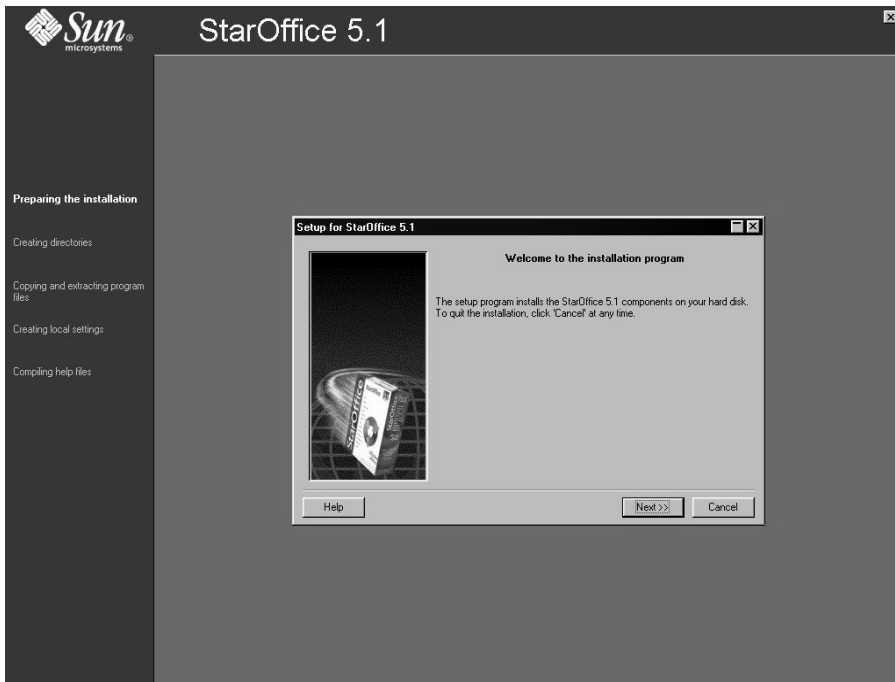 Sun®
microsystems
StarOffice 5.1
Preparing the installation
Creating directories
Copying and extracting program
files
Creating local settings
Compiling help files
Setup for StarOffice 5.1
Welcome to the installation program
The setup program installs the StarOffice 5.1 components on your hard disk.
To quit the installation, click 'Cancel' at any time.
StarOffice
StarOffice
Help
Next >>
Cancel